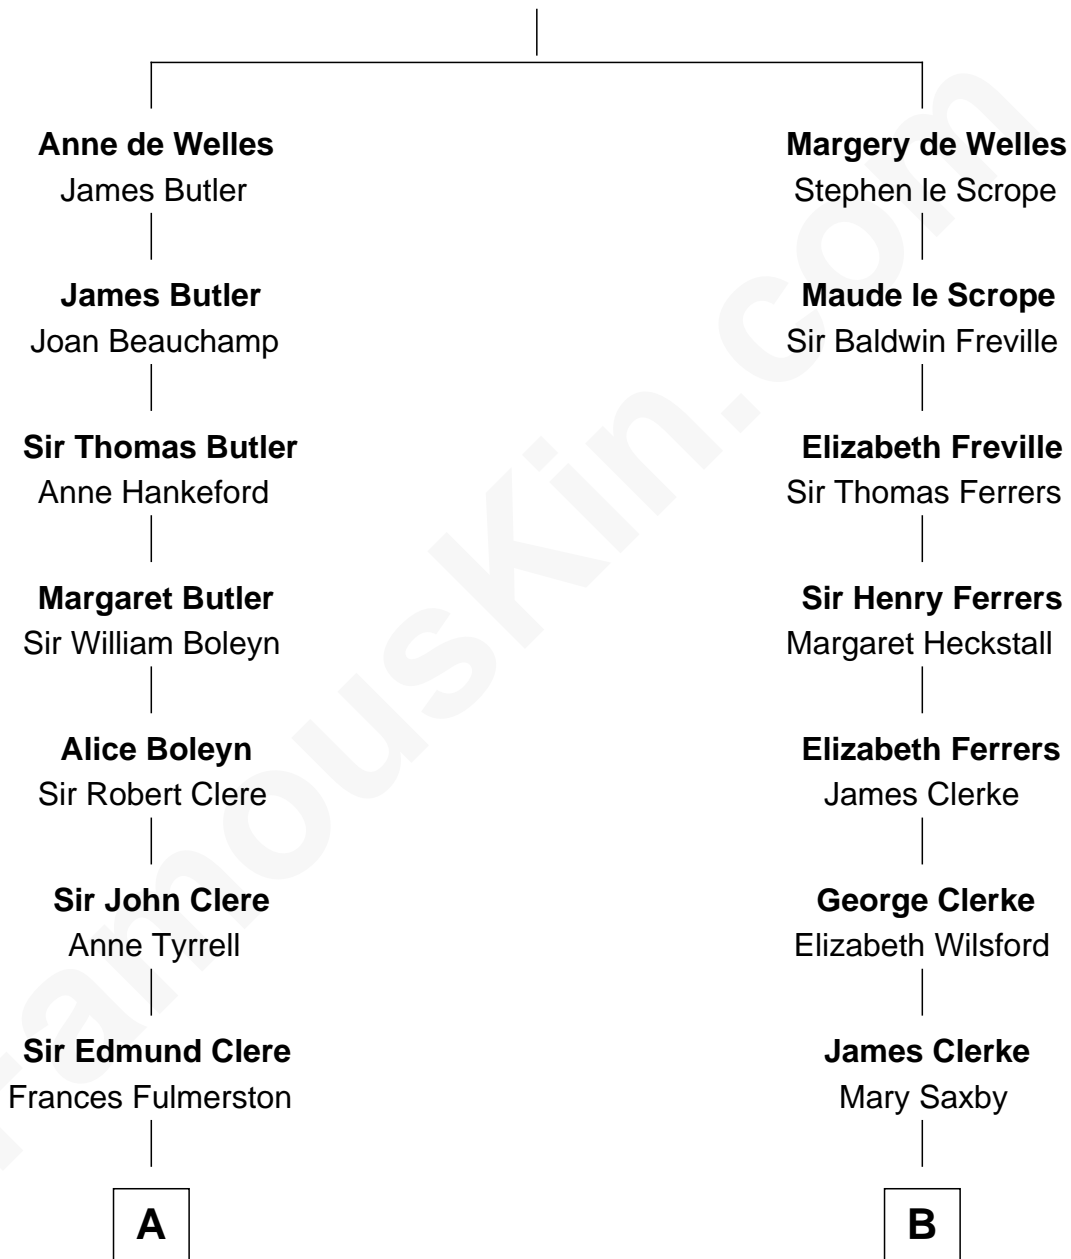 Anne de Welles
James Butler
James Butler
Joan Beauchamp
Sir Thomas Butler
Anne Hankeford
Margaret Butler
Sir William Boleyn
Alice Boleyn
Sir Robert Clere
Sir John Clere
Anne Tyrrell
Sir Edmund Clere
Frances Fulmerston
A
Margery de Welles
Stephen le Scrope
Maude le Scrope
Sir Baldwin Freville
Elizabeth Freville
Sir Thomas Ferrers
Sir Henry Ferrers
Margaret Heckstall
Elizabeth Ferrers
James Clerke
George Clerke
Elizabeth Wilsford
James Clerke
Mary Saxby
B
FamousKin.com